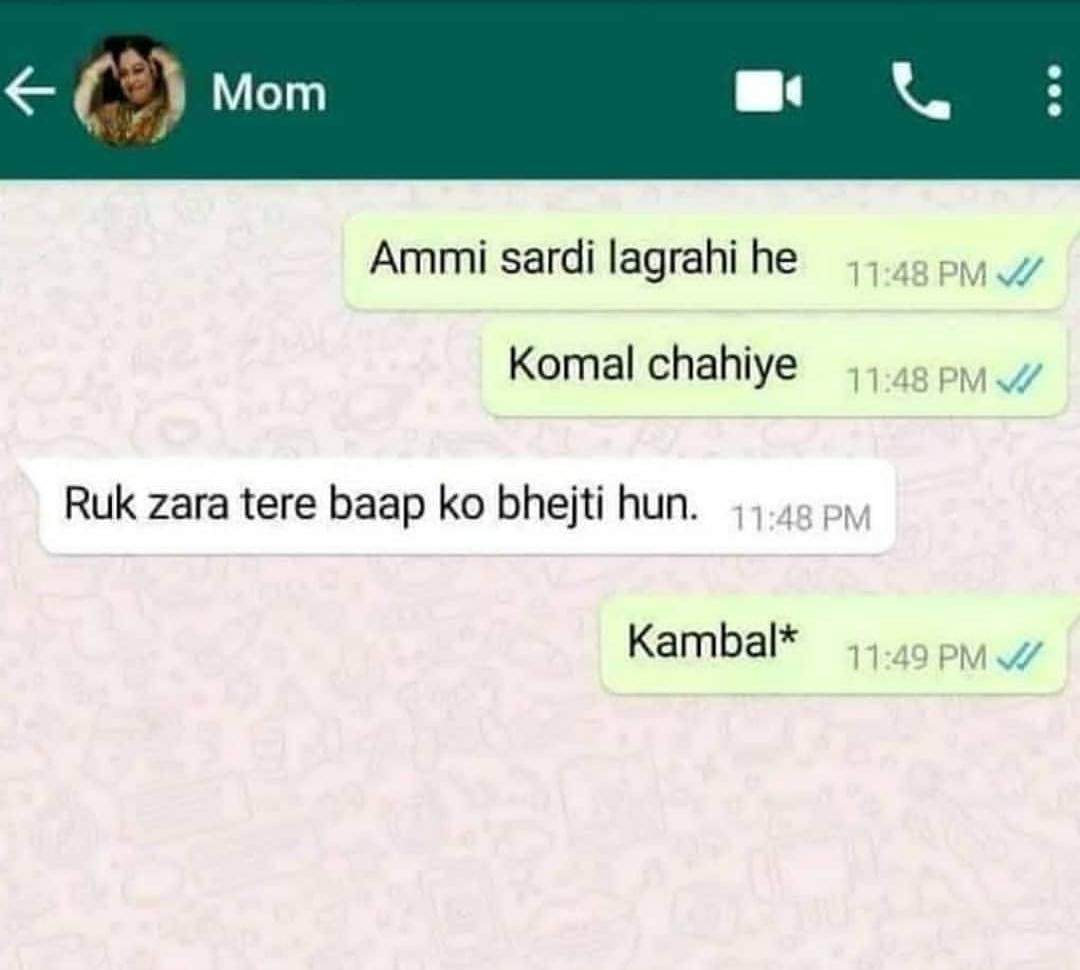 Mom
Ammi sardi lagrahi he 11:48 PM
Komal chahiye 11:48 PM
Ruk zara tere baap ko bhejti hun. 11:48 PM
Kambal* 11:49 PM